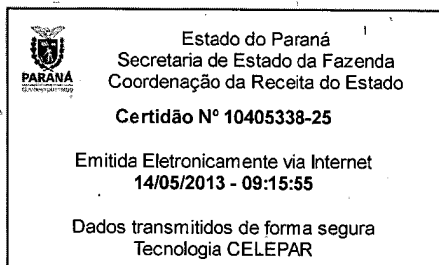 Estado do Paraná
Secretaria de Estado da Fazenda
Coordenação da Receita do Estado
PARANÁ
Certidão Nº 10405338-25
Emitida Eletronicamente via Internet
14/05/2013 - 09:15:55
Dados transmitidos de forma segura
Tecnologia CELEPAR